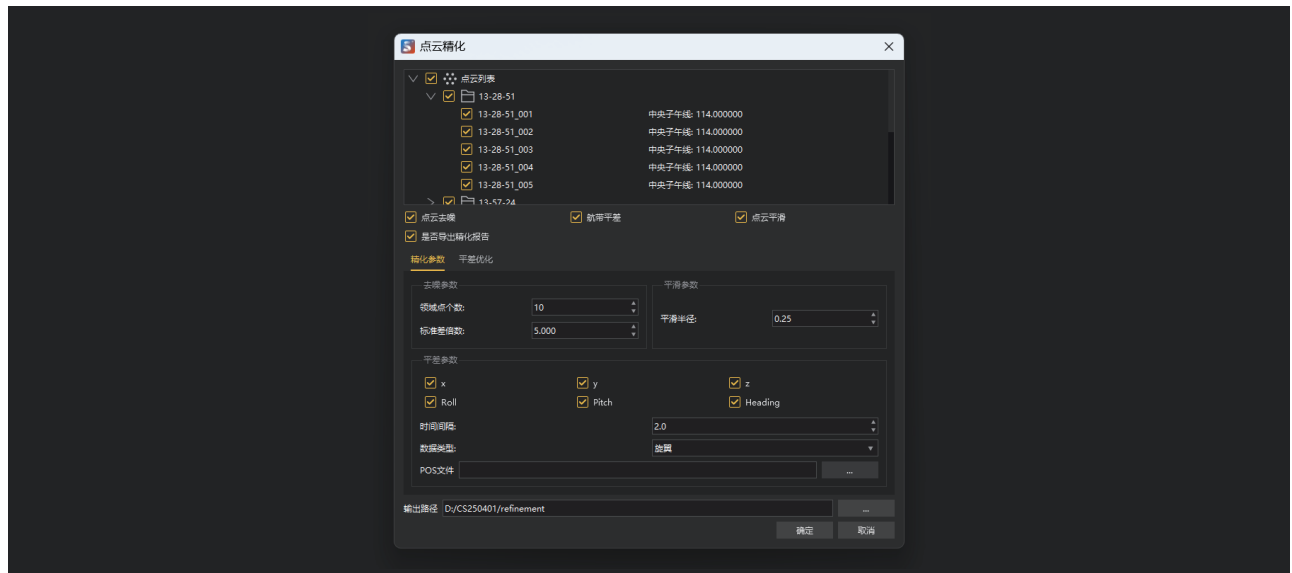 点云精化
点云列表
13-28-51
13-28-51_001 中央子午线: 114.000000
13-28-51_002 中央子午线: 114.000000
13-28-51_003 中央子午线: 114.000000
13-28-51_004 中央子午线: 114.000000
13-28-51_005 中央子午线: 114.000000
13-57-24
点云去噪 航带平差 点云平滑
是否导出精化报告
精化参数 平差优化
去噪参数 平滑参数
领域点个数: 10
平滑半径: 0.25
标准差倍数: 5.000
平差参数
x y z
Roll Pitch Heading
时间间隔: 2.0
数据类型: 旋翼
POS文件 ...
输出路径 D:/CS250401/refinement ...
确定 取消